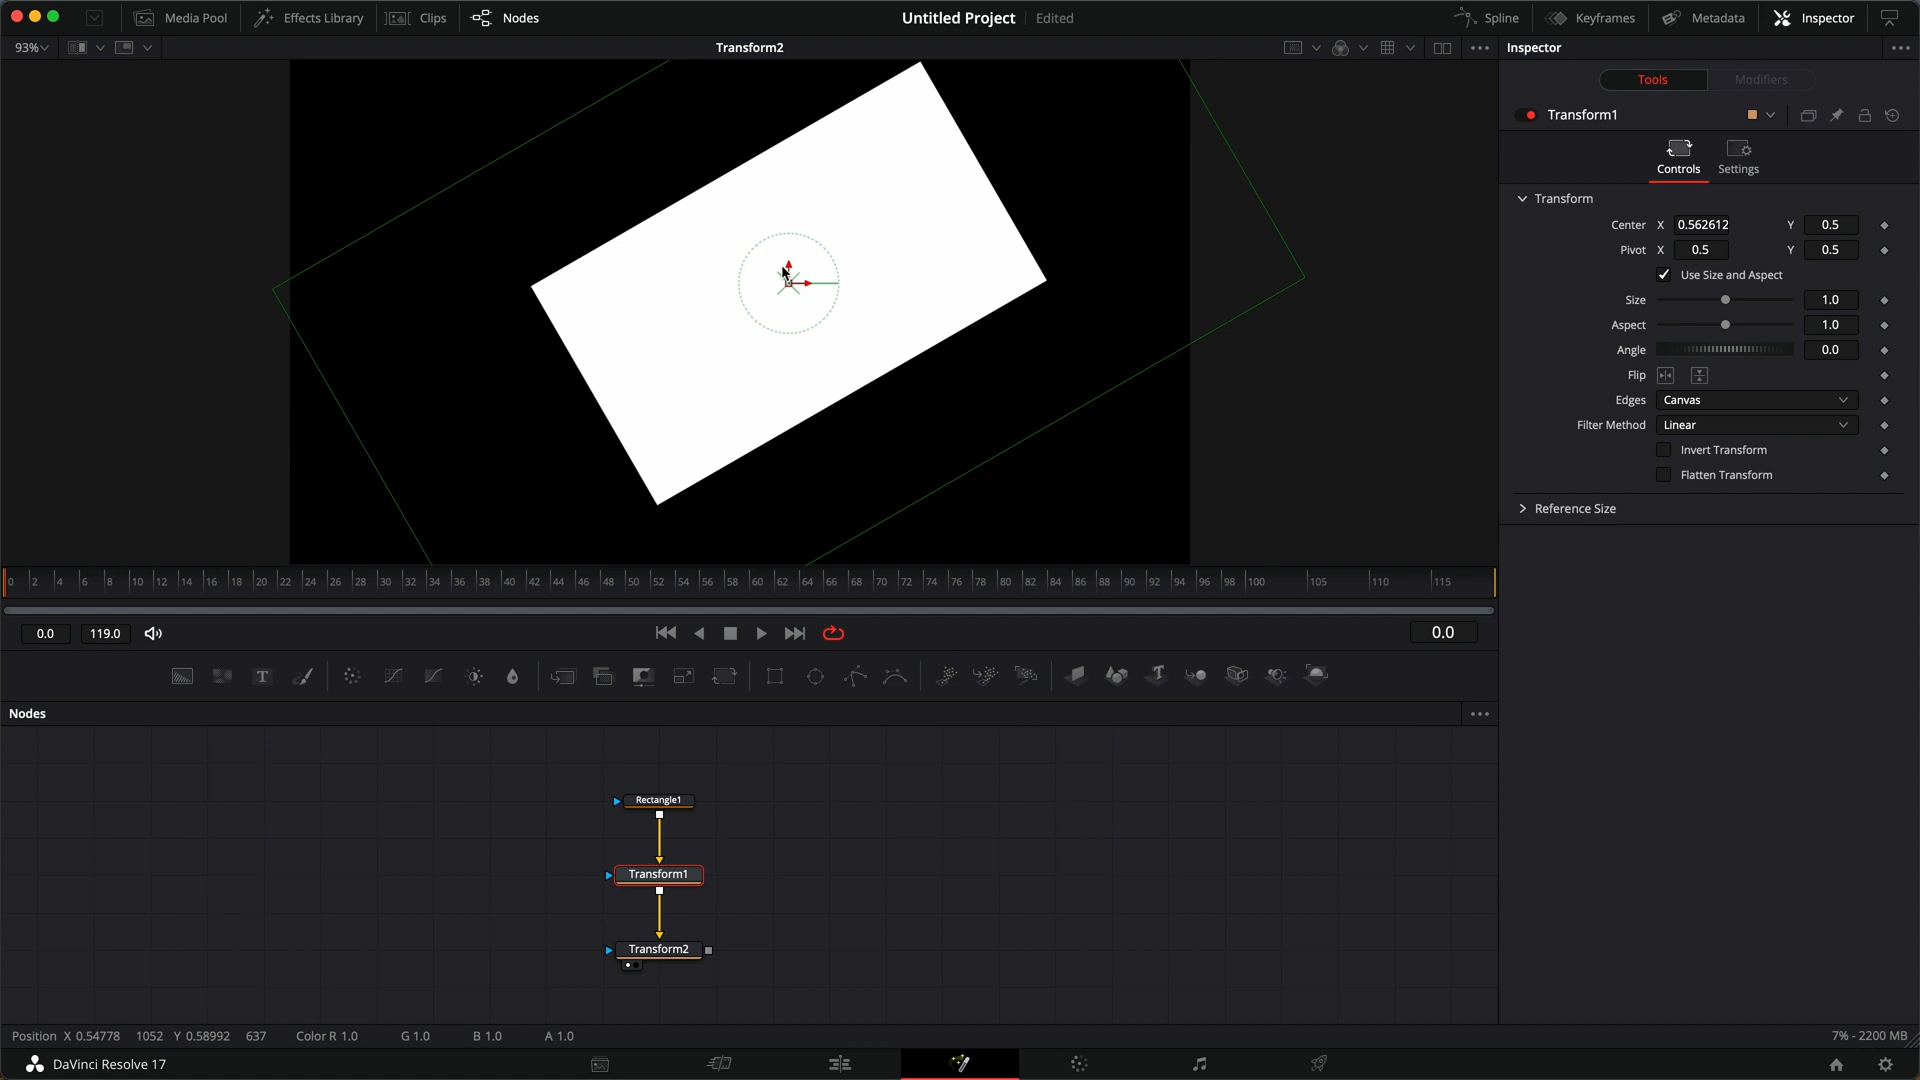 Media Pool
Effects Library
Clips
Nodes
Untitled Project
Edited
Spline
Keyframes
Metadata
Inspector
93%
Transform2
Inspector
Tools
Modifiers
Transform1
Controls
Settings
Transform
Center X 0.562612 Y 0.5
Pivot X 0.5 Y 0.5
Use Size and Aspect
Size 1.0
Aspect 1.0
Angle 0.0
Flip
Edges Canvas
Filter Method Linear
Invert Transform
Flatten Transform
Reference Size
0 2 4 6 8 10 12 14 16 18 20 22 24 26 28 30 32 34 36 38 40 42 44 46 48 50 52 54 56 58 60 62 64 66 68 70 72 74 76 78 80 82 84 86 88 90 92 94 96 98 100 105 110 115
0.0 119.0 0.0
Nodes
Rectangle1
Transform1
Transform2
Position X 0.54778 1052 Y 0.58992 637 Color R 1.0 G 1.0 B 1.0 A 1.0
7% - 2200 MB
DaVinci Resolve 17